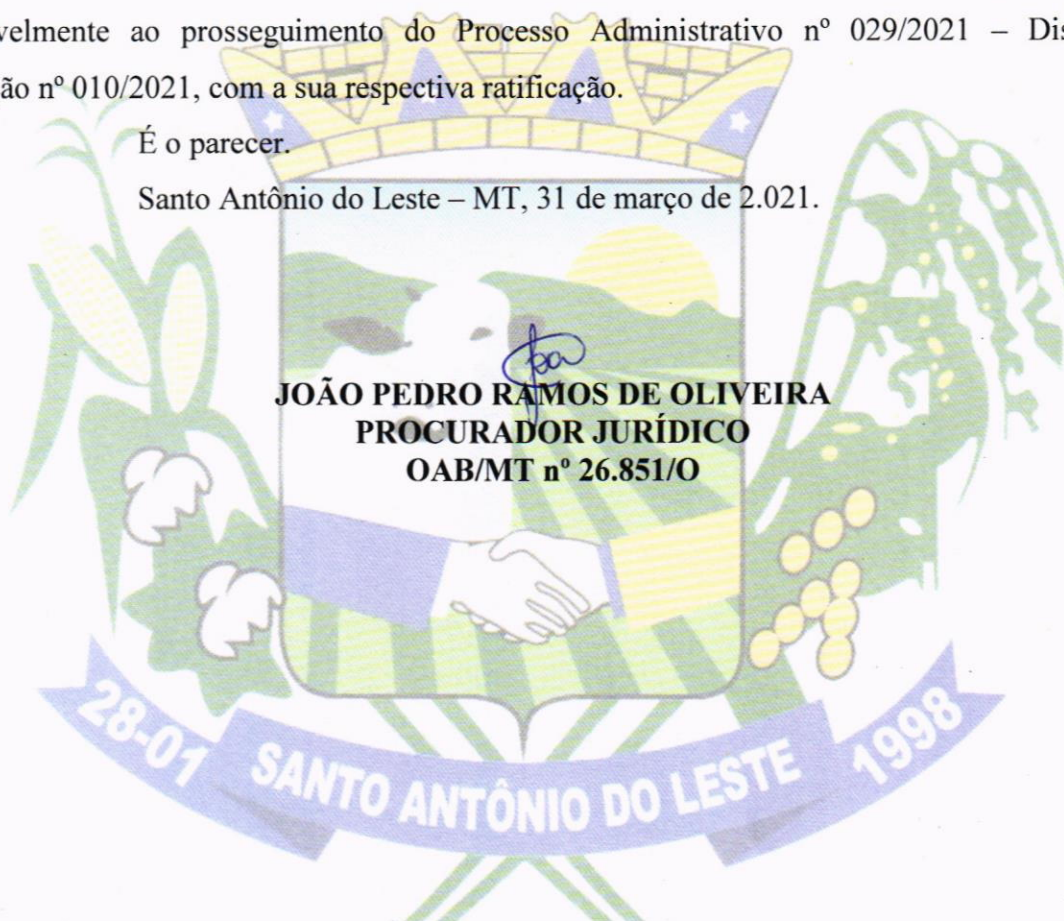 velmente ao prosseguimento do Processo Administrativo nº 029/2021 – Dis
ão nº 010/2021, com a sua respectiva ratificação.
É o parecer.
Santo Antônio do Leste – MT, 31 de março de 2.021.
JOÃO PEDRO RAMOS DE OLIVEIRA
PROCURADOR JURÍDICO
OAB/MT nº 26.851/O
28-01 SANTO ANTÔNIO DO LESTE 1998